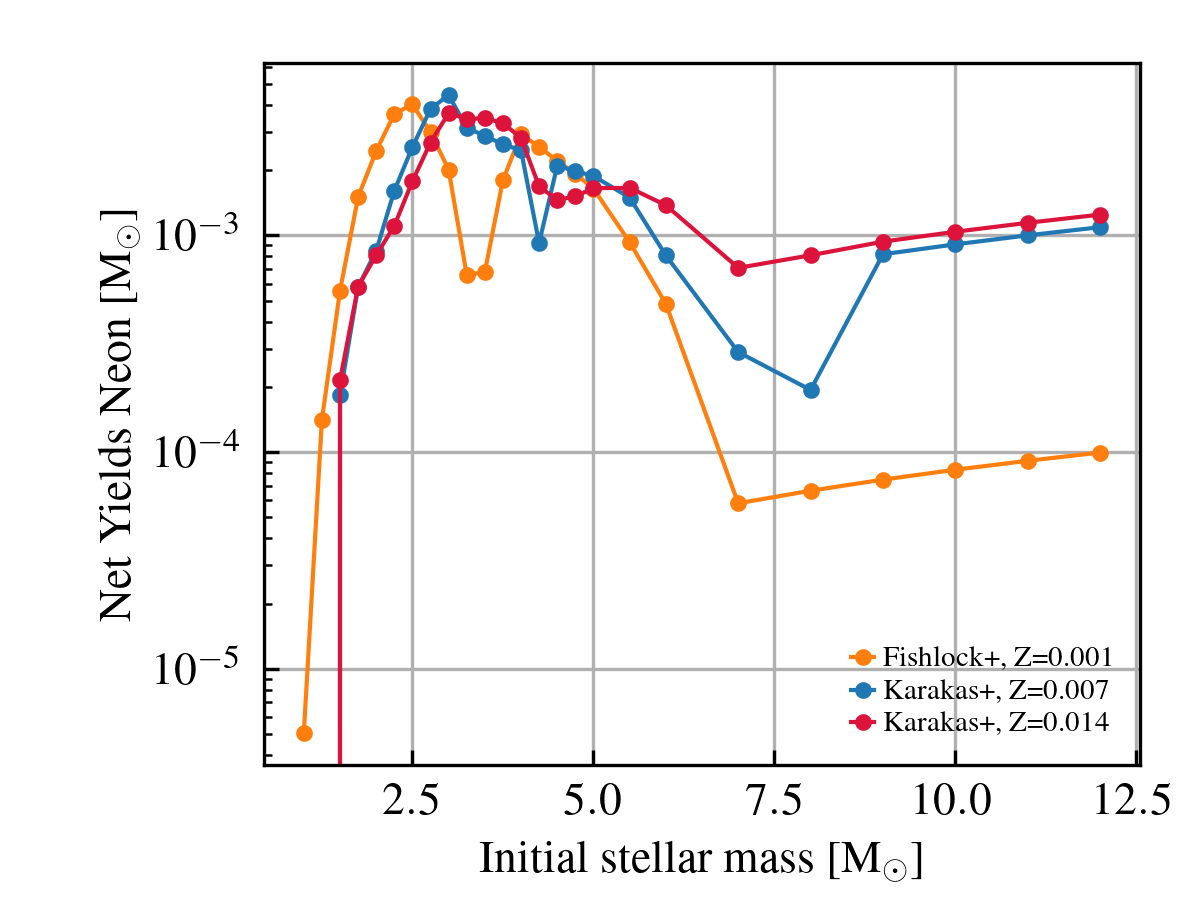 Net Yields Neon [M☉]
10⁻³
10⁻⁴
10⁻⁵
Fishlock+, Z=0.001
Karakas+, Z=0.007
Karakas+, Z=0.014
2.5 5.0 7.5 10.0 12.5
Initial stellar mass [M☉]